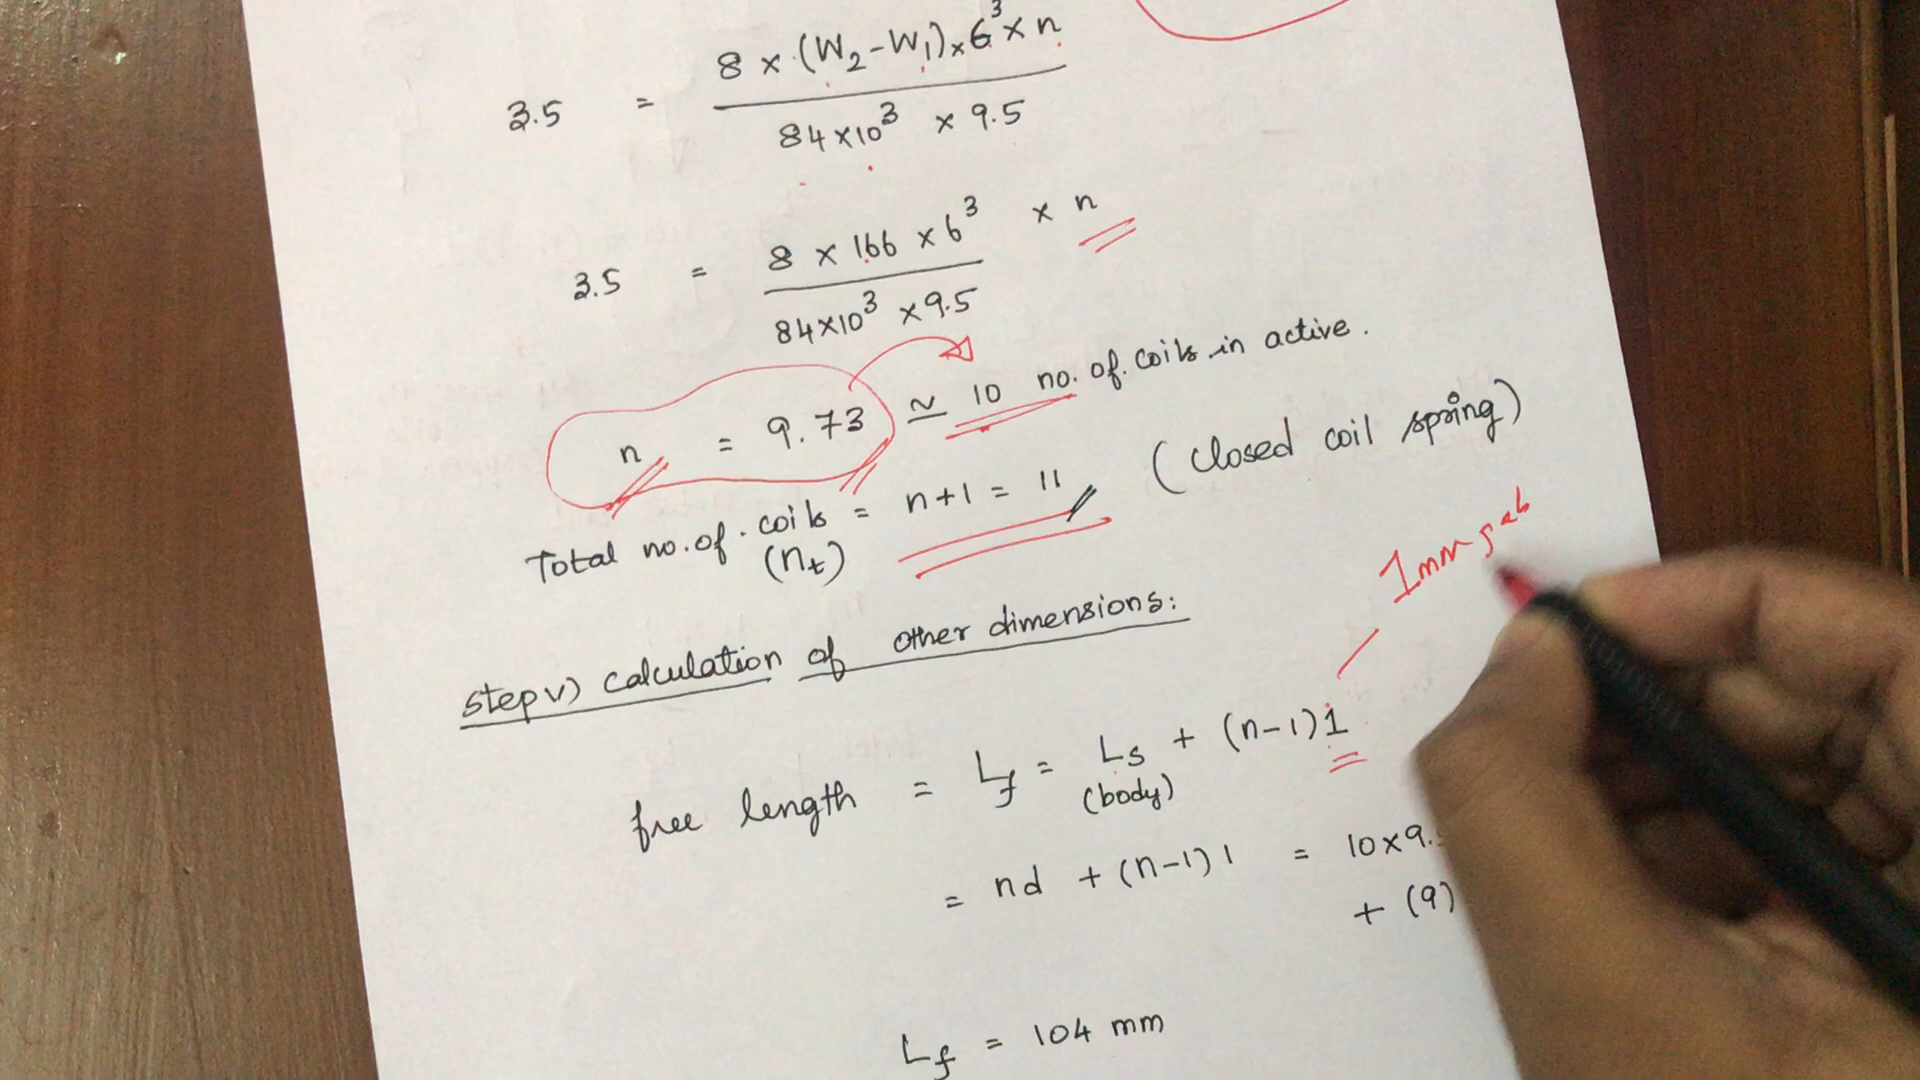 3.5 = 8 × (W₂-W₁) × 6³ × n / 84×10³ × 9.5
3.5 = 8 × 166 × 6³ / 84×10³ × 9.5 × n
n = 9.73 ≃ 10 no. of. coils in active.
Total no. of. coils = n+1 = 11 (closed coil spring)
(nt)
1mm
step v) calculation of other dimensions:
free length = Lf = Ls + (n-1)1
(body)
= nd + (n-1)1 = 10×9.
+ (9)
Lf = 104 mm